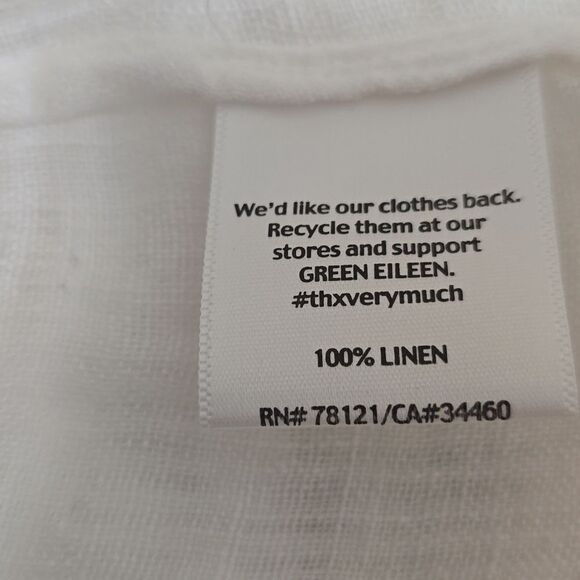 We'd like our clothes back.
Recycle them at our
stores and support
GREEN EILEEN.
#thxverymuch
100% LINEN
RN# 78121/CA#34460